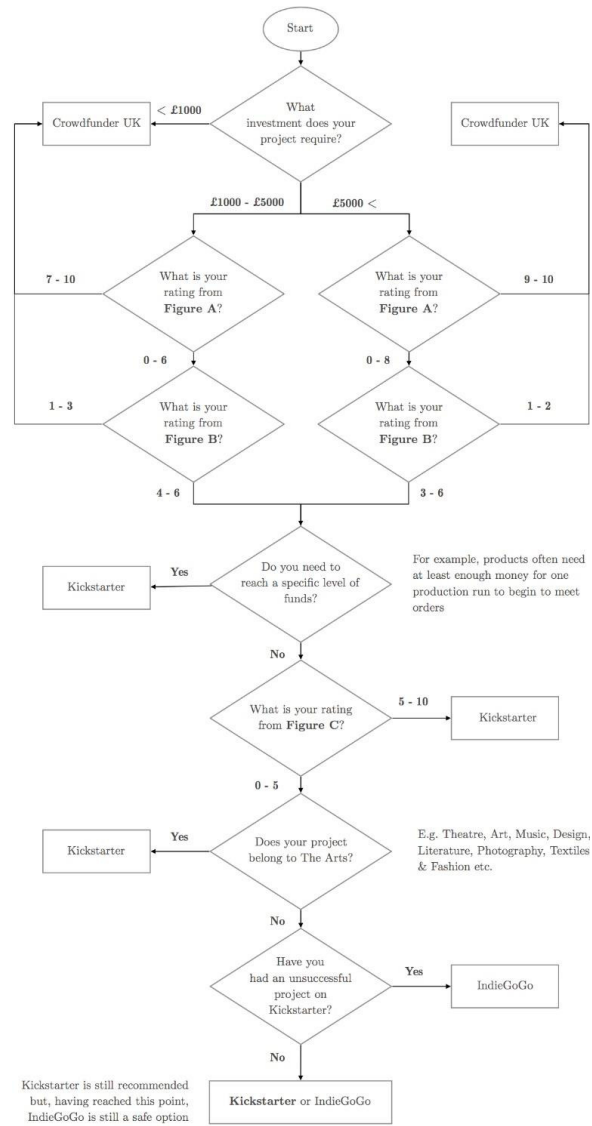 Start
What
investment does your
project require?
< £1000
Crowdfunder UK
Crowdfunder UK
£1000 - £5000
£5000 <
What is your
rating from
Figure A?
7 - 10
What is your
rating from
Figure A?
9 - 10
0 - 6
0 - 8
What is your
rating from
Figure B?
1 - 3
What is your
rating from
Figure B?
1 - 2
4 - 6
3 - 6
Do you need to
reach a specific level of
funds?
Yes
Kickstarter
For example, products often need
at least enough money for one
production run to begin to meet
orders
No
What is your rating
from Figure C?
5 - 10
Kickstarter
0 - 5
Does your project
belong to The Arts?
Yes
Kickstarter
E.g. Theatre, Art, Music, Design,
Literature, Photography, Textiles
& Fashion etc.
No
Have you
had an unsuccessful
project on
Kickstarter?
Yes
IndieGoGo
No
Kickstarter is still recommended
but, having reached this point,
IndieGoGo is still a safe option
Kickstarter or IndieGoGo